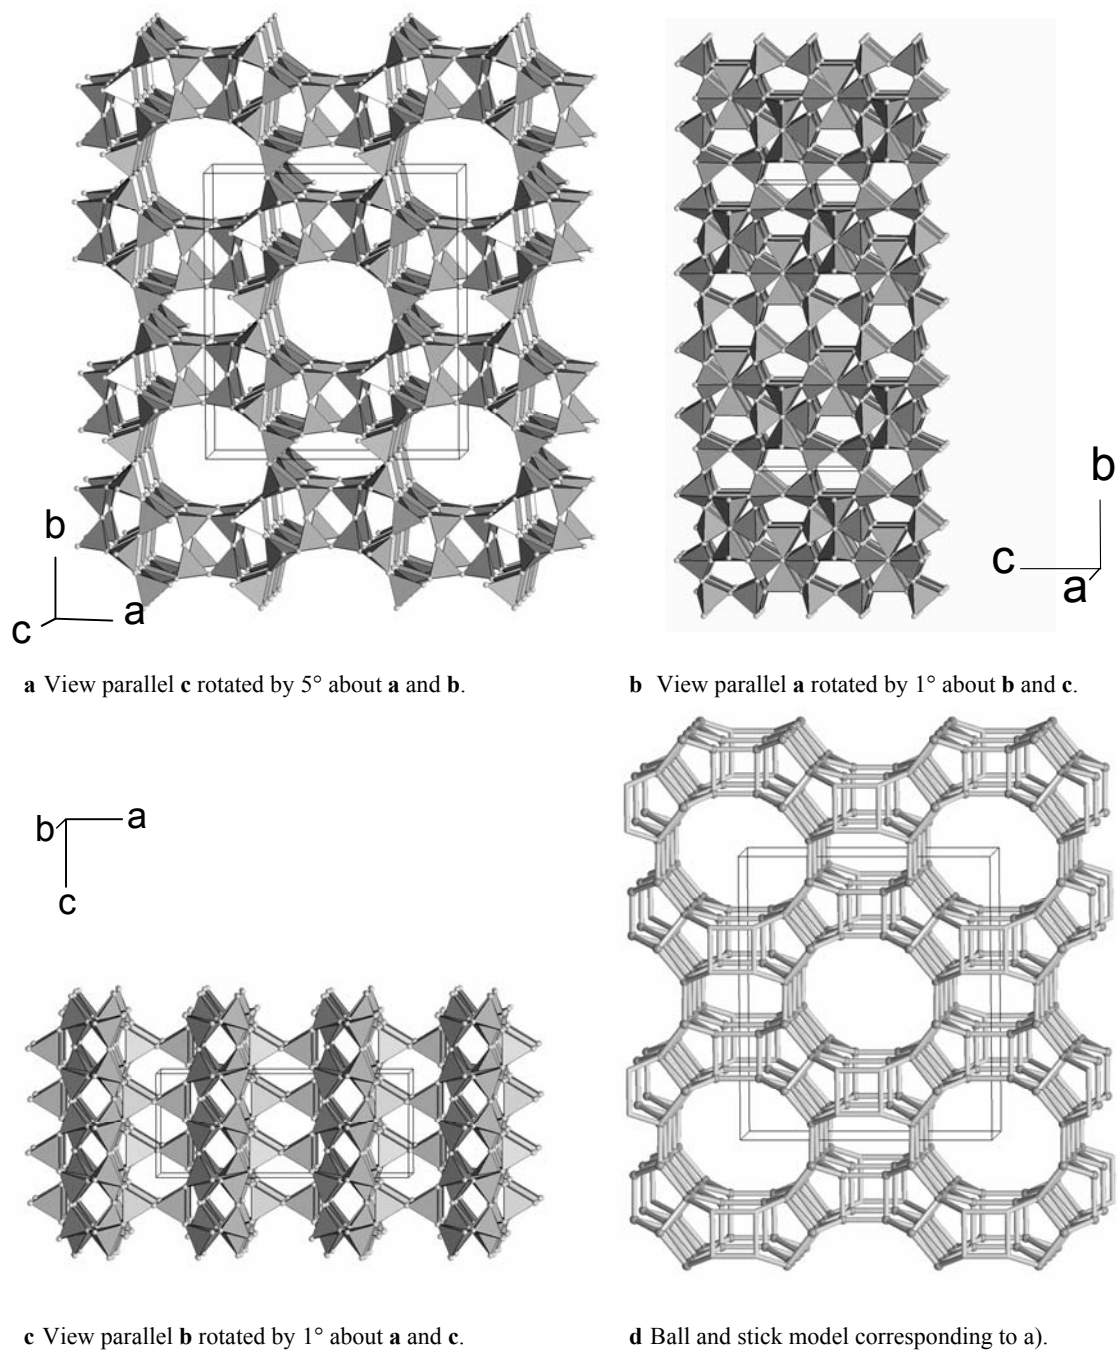 b
a
c
b
c
a
a View parallel c rotated by 5° about a and b.
b View parallel a rotated by 1° about b and c.
b
a
c
c View parallel b rotated by 1° about a and c.
d Ball and stick model corresponding to a).